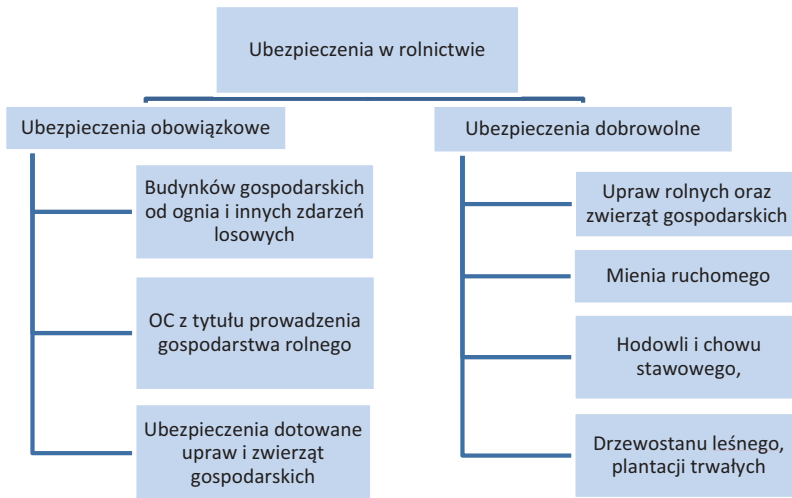 Ubezpieczenia w rolnictwie
Ubezpieczenia obowiązkowe
Budynków gospodarskich
od ognia i innych zdarzeń
losowych
OC z tytułu prowadzenia
gospodarstwa rolnego
Ubezpieczenia dotowane
upraw i zwierząt
gospodarskich
Ubezpieczenia dobrowolne
Upraw rolnych oraz
zwierząt gospodarskich
Mienia ruchomego
Hodowli i chowu
stawowego,
Drzewostanu leśnego,
plantacji trwałych